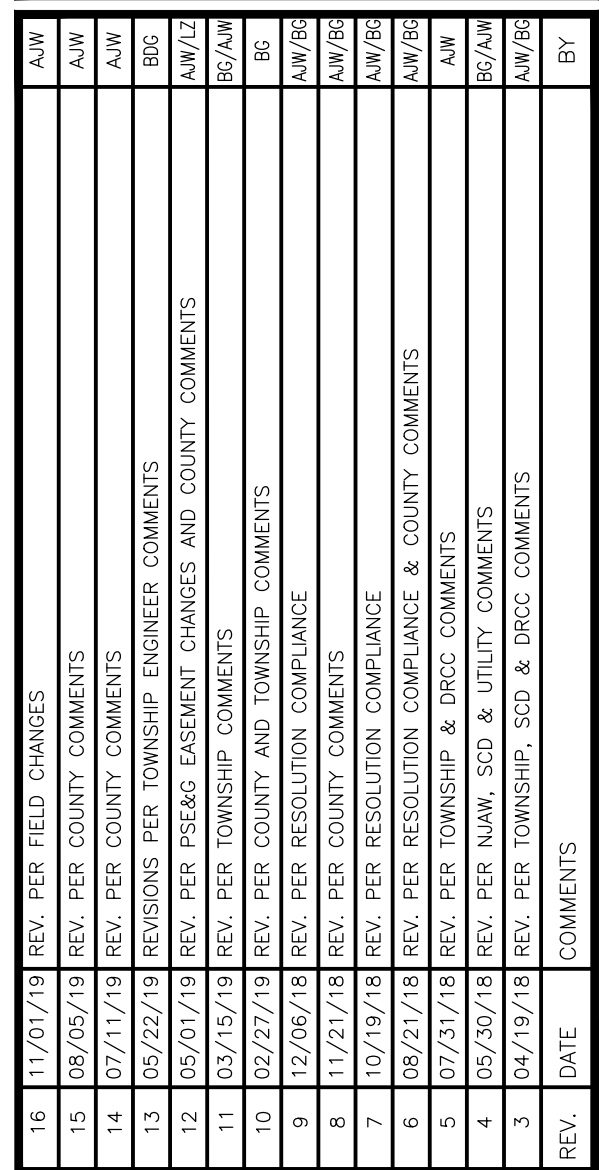 16 11/01/19 REV. PER FIELD CHANGES AJW
15 08/05/19 REV. PER COUNTY COMMENTS AJW
14 07/11/19 REV. PER COUNTY COMMENTS AJW
13 05/22/19 REVISIONS PER TOWNSHIP ENGINEER COMMENTS BDG
12 05/01/19 REV. PER PSE&G EASEMENT CHANGES AND COUNTY COMMENTS AJW/LZ
11 03/15/19 REV. PER TOWNSHIP COMMENTS BG/AJW
10 02/27/19 REV. PER COUNTY AND TOWNSHIP COMMENTS BG
9 12/06/18 REV. PER RESOLUTION COMPLIANCE AJW/BG
8 11/21/18 REV. PER COUNTY COMMENTS AJW/BG
7 10/19/18 REV. PER RESOLUTION COMPLIANCE AJW/BG
6 08/21/18 REV. PER RESOLUTION COMPLIANCE & COUNTY COMMENTS AJW/BG
5 07/31/18 REV. PER TOWNSHIP & DRCC COMMENTS AJW
4 05/30/18 REV. PER NJAW, SCD & UTILITY COMMENTS BG/AJW
3 04/19/18 REV. PER TOWNSHIP, SCD & DRCC COMMENTS AJW/BG
REV. DATE COMMENTS BY